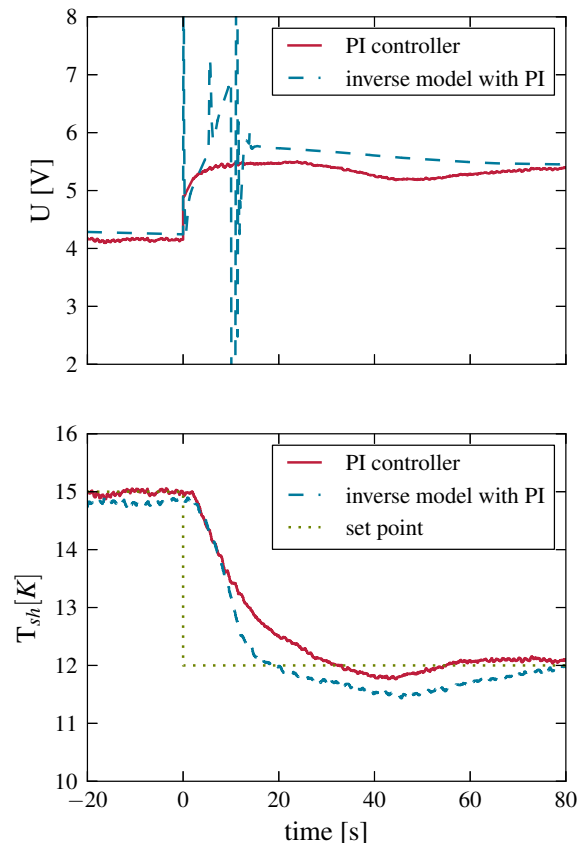 8
7
6
5
4
3
2
U [V]
PI controller
inverse model with PI
16
15
14
13
12
11
10
T_sh[K]
PI controller
inverse model with PI
set point
−20 0 20 40 60 80
time [s]